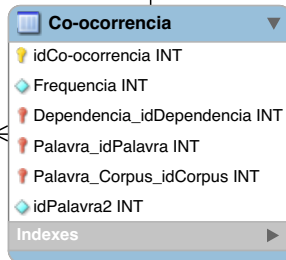 Co-ocorrencia
idCo-ocorrencia INT
Frequencia INT
Dependencia_idDependencia INT
Palavra_idPalavra INT
Palavra_Corpus_idCorpus INT
idPalavra2 INT
Indexes